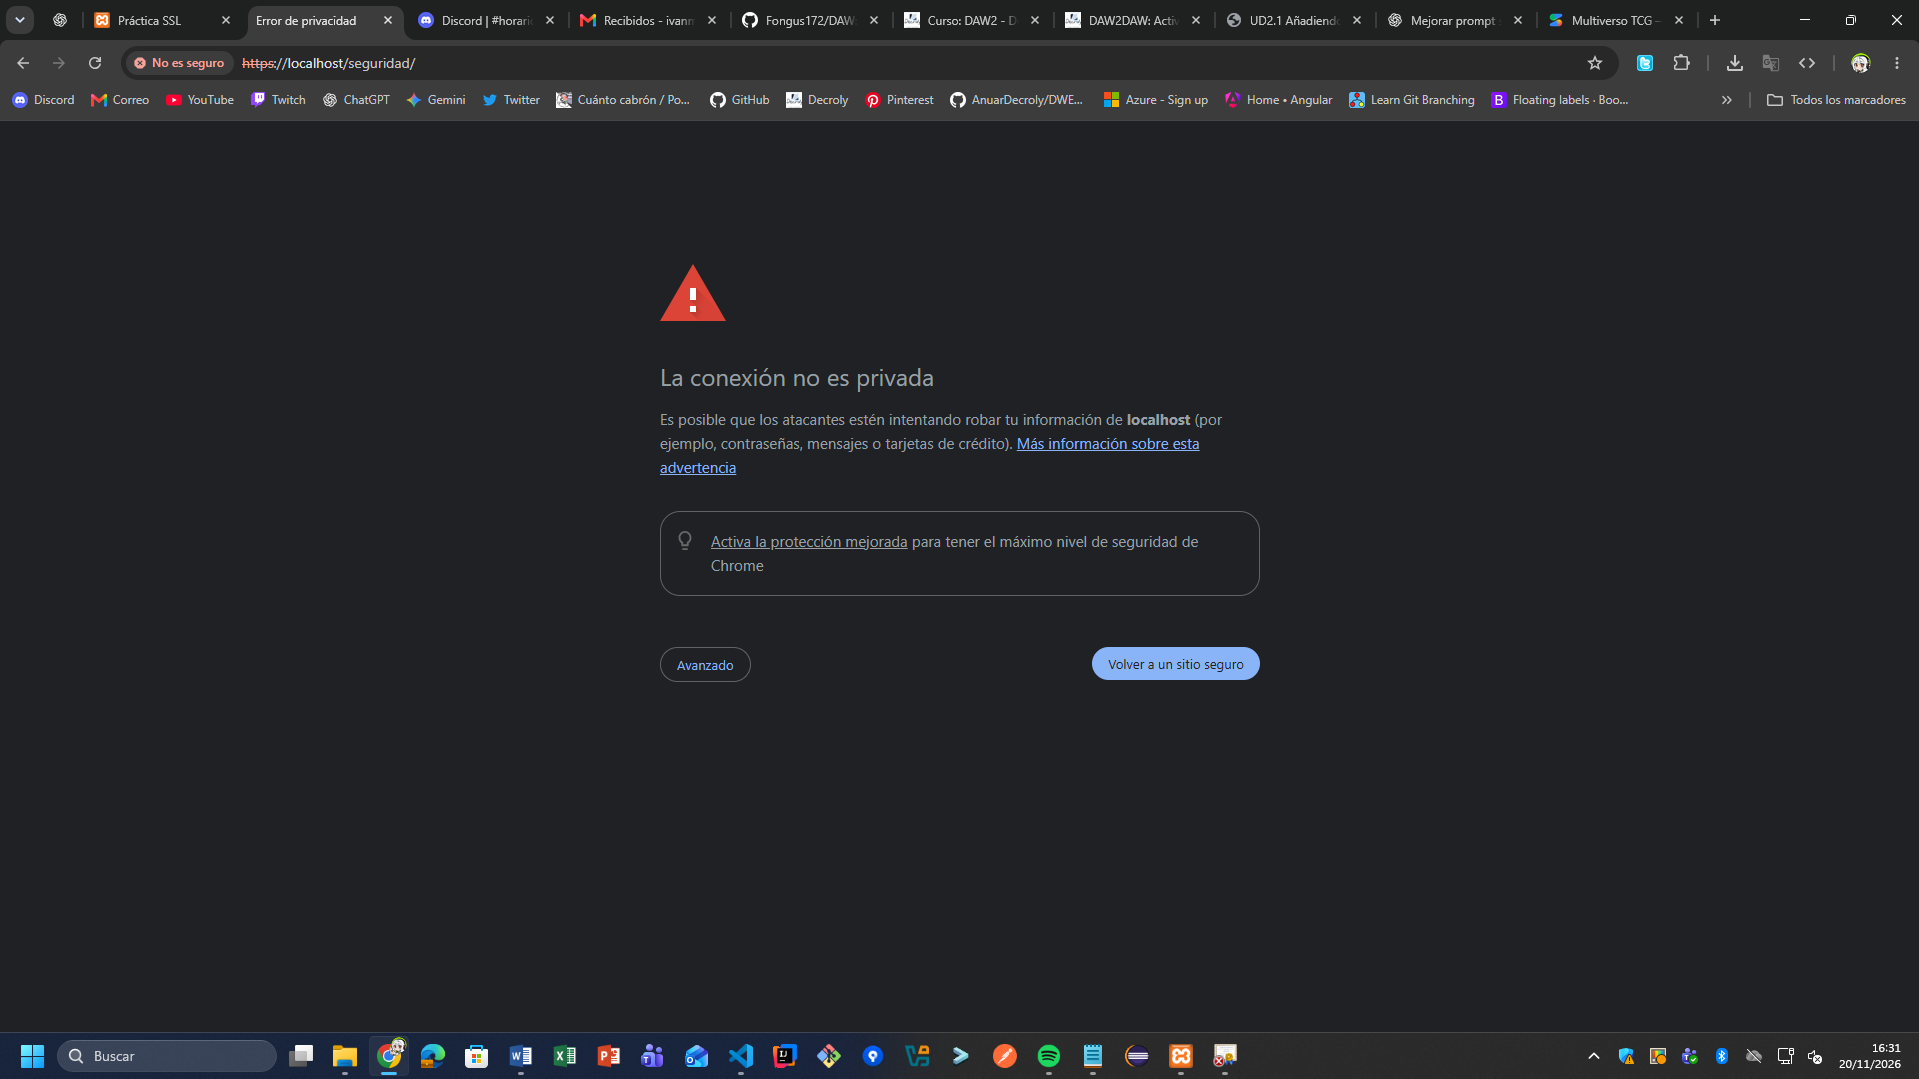 Práctica SSL
Error de privacidad
Discord | #horari
Recibidos - ivanm
Fongus172/DAW
Curso: DAW2 - D
DAW2DAW: Activ
UD2.1 Añadiendo
Mejorar prompt s
Multiverso TCG –
No es seguro
https://localhost/seguridad/
Discord
Correo
YouTube
Twitch
ChatGPT
Gemini
Twitter
Cuánto cabrón / Po...
GitHub
Decroly
Pinterest
AnuarDecroly/DWE...
Azure - Sign up
Home • Angular
Learn Git Branching
Floating labels · Boo...
Todos los marcadores
La conexión no es privada
Es posible que los atacantes estén intentando robar tu información de localhost (por
ejemplo, contraseñas, mensajes o tarjetas de crédito). Más información sobre esta
advertencia
Activa la protección mejorada para tener el máximo nivel de seguridad de
Chrome
Avanzado
Volver a un sitio seguro
Buscar
16:31
20/11/2026